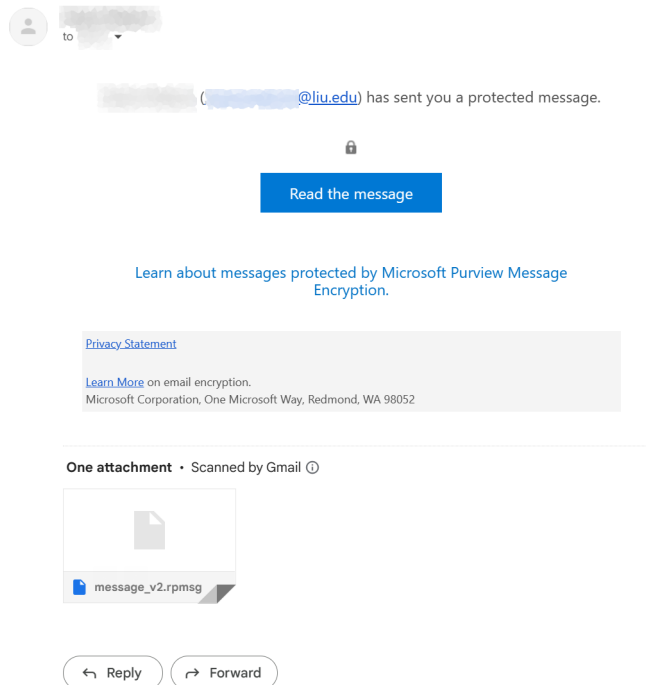 to
(@liu.edu) has sent you a protected message.
Read the message
Learn about messages protected by Microsoft Purview Message
Encryption.
Privacy Statement
Learn More on email encryption.
Microsoft Corporation, One Microsoft Way, Redmond, WA 98052
One attachment • Scanned by Gmail
message_v2.rpmsg
Reply
Forward